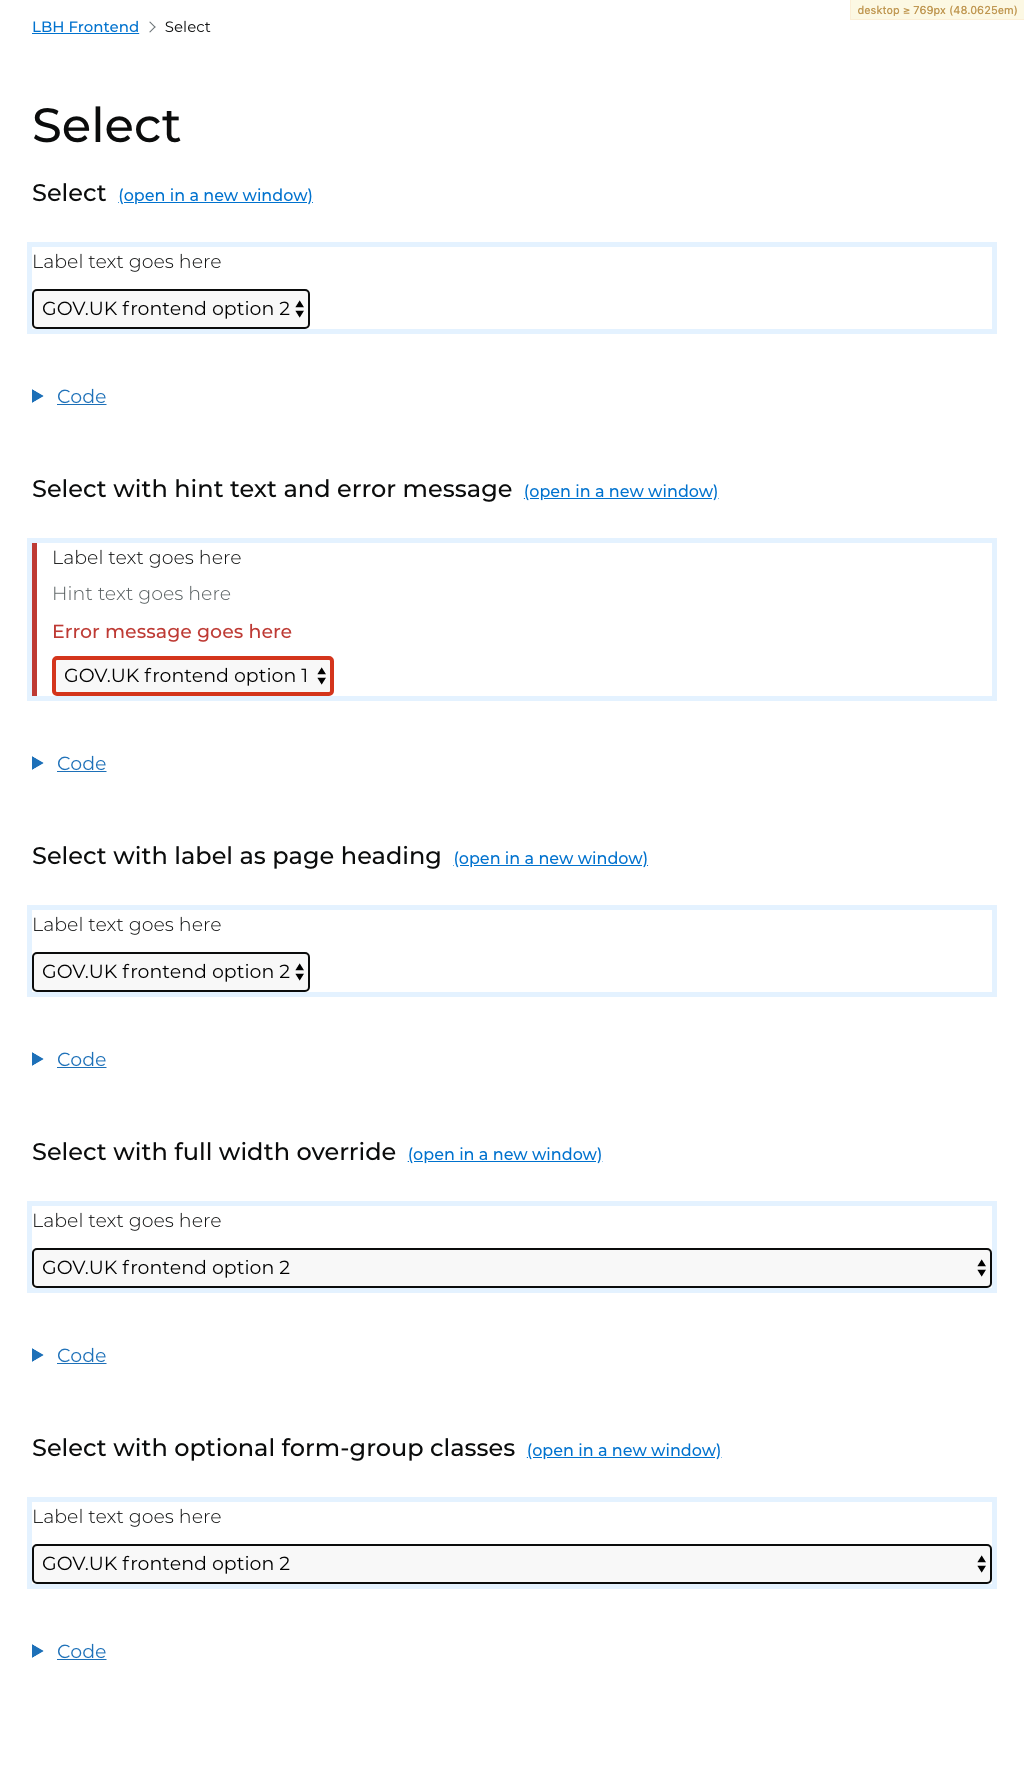 desktop ≥ 769px (48.0625em)
LBH Frontend Select
Select
Select (open in a new window)
Label text goes here
GOV.UK frontend option 2
Code
Select with hint text and error message (open in a new window)
Label text goes here
Hint text goes here
Error message goes here
GOV.UK frontend option 1
Code
Select with label as page heading (open in a new window)
Label text goes here
GOV.UK frontend option 2
Code
Select with full width override (open in a new window)
Label text goes here
GOV.UK frontend option 2
Code
Select with optional form-group classes (open in a new window)
Label text goes here
GOV.UK frontend option 2
Code